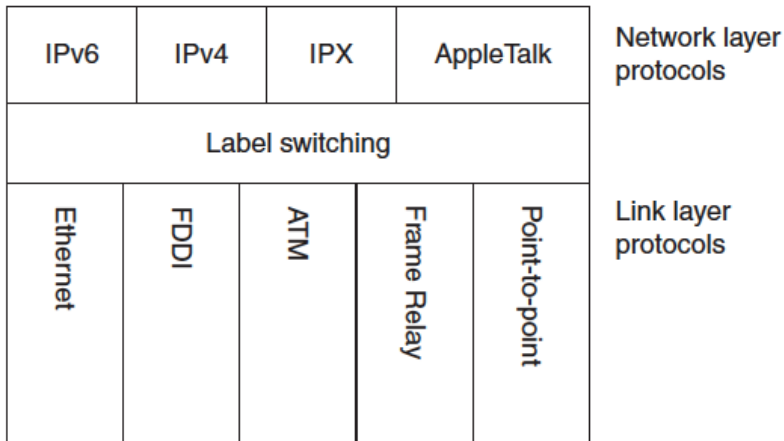 IPv6
IPv4
IPX
AppleTalk
Network layer
protocols
Label switching
Ethernet
FDDI
ATM
Frame Relay
Point-to-point
Link layer
protocols